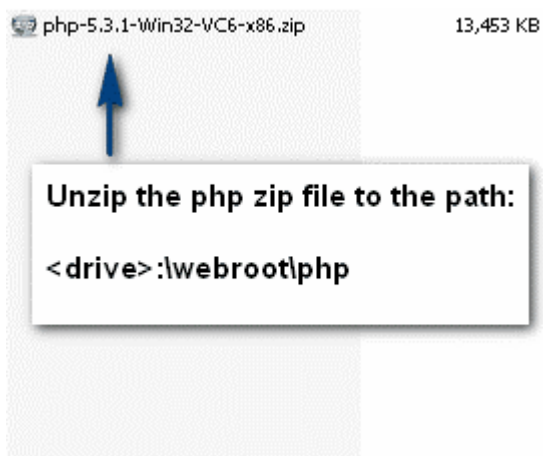 php-5.3.1-Win32-VC6-x86.zip 13,453 KB
Unzip the php zip file to the path:
<drive>:\webroot\php